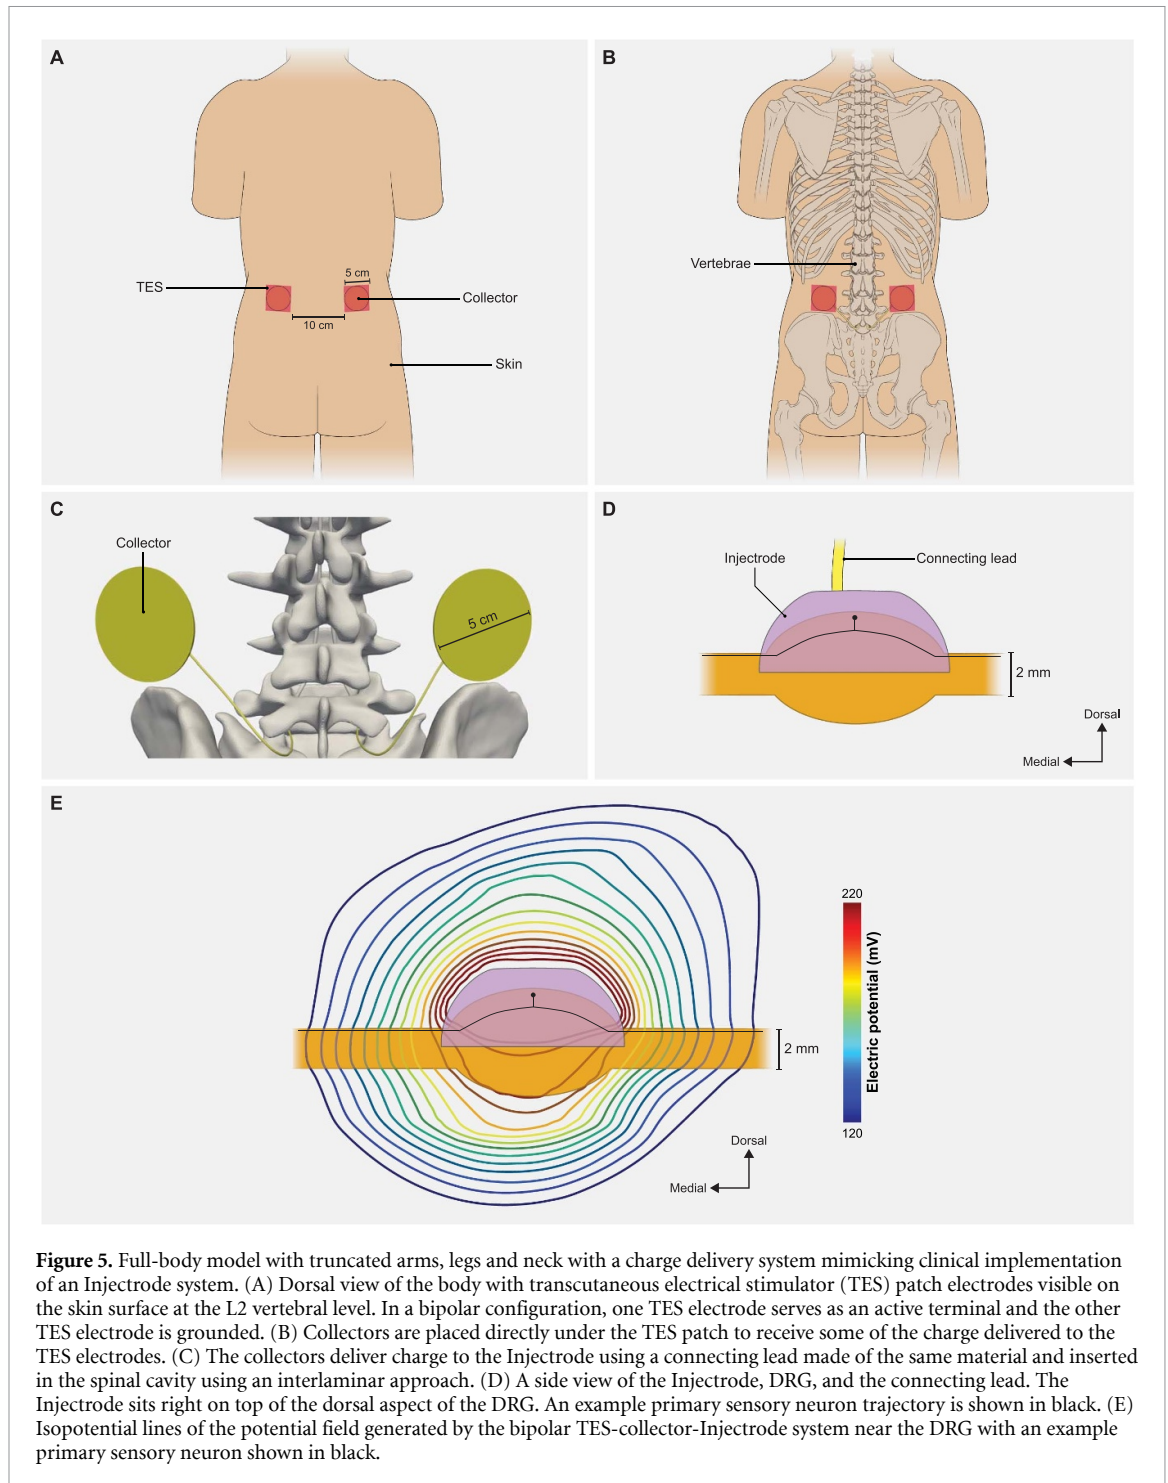 A
TES
5 cm
Collector
10 cm
Skin
B
Vertebrae
C
Collector
5 cm
D
Injectrode
Connecting lead
2 mm
Dorsal
Medial
E
220
Electric potential (mV)
120
2 mm
Dorsal
Medial
Figure 5. Full-body model with truncated arms, legs and neck with a charge delivery system mimicking clinical implementation
of an Injectrode system. (A) Dorsal view of the body with transcutaneous electrical stimulator (TES) patch electrodes visible on
the skin surface at the L2 vertebral level. In a bipolar configuration, one TES electrode serves as an active terminal and the other
TES electrode is grounded. (B) Collectors are placed directly under the TES patch to receive some of the charge delivered to the
TES electrodes. (C) The collectors deliver charge to the Injectrode using a connecting lead made of the same material and inserted
in the spinal cavity using an interlaminar approach. (D) A side view of the Injectrode, DRG, and the connecting lead. The
Injectrode sits right on top of the dorsal aspect of the DRG. An example primary sensory neuron trajectory is shown in black. (E)
Isopotential lines of the potential field generated by the bipolar TES-collector-Injectrode system near the DRG with an example
primary sensory neuron shown in black.